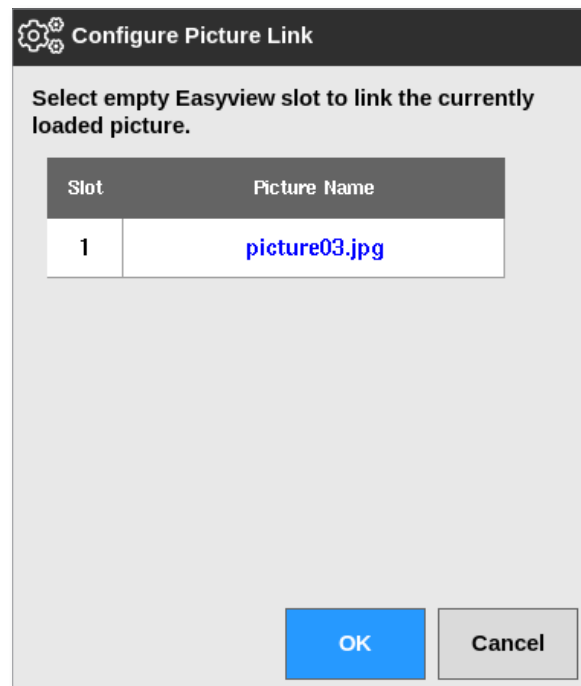 Configure Picture Link
Select empty Easyview slot to link the currently
loaded picture.
Slot Picture Name
1 picture03.jpg
OK Cancel